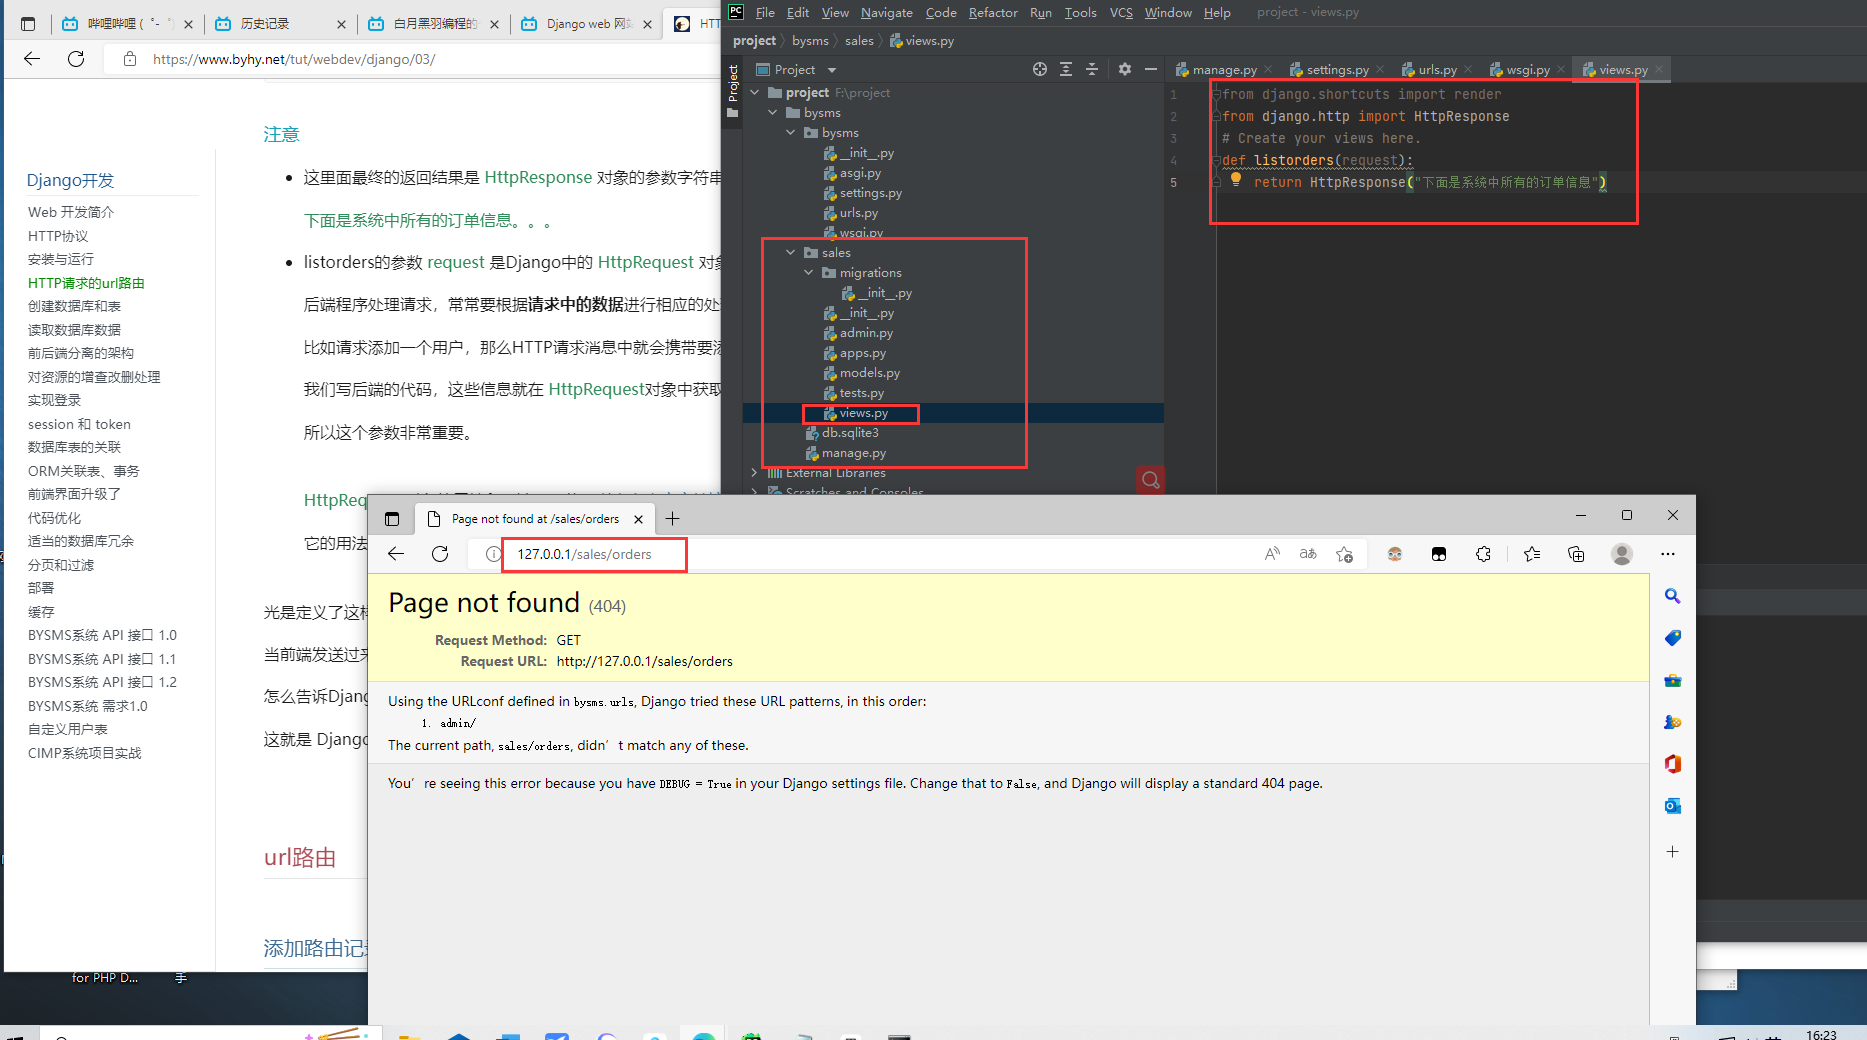 哔哩哔哩 ( ゜- ゜)
历史记录
白月黑羽编程的
Django web 网站
HT
https://www.byhy.net/tut/webdev/django/03/
Django开发
Web 开发简介
HTTP协议
安装与运行
HTTP请求的url路由
创建数据库和表
读取数据库数据
前后端分离的架构
对资源的增查改删处理
实现登录
session 和 token
数据库表的关联
ORM关联表、事务
前端界面升级了
代码优化
适当的数据库冗余
分页和过滤
部署
缓存
BYSMS系统 API 接口 1.0
BYSMS系统 API 接口 1.1
BYSMS系统 API 接口 1.2
BYSMS系统 需求1.0
自定义用户表
CIMP系统项目实战
注意
这里面最终的返回结果是 HttpResponse 对象的参数字符串
下面是系统中所有的订单信息。。。
listorders的参数 request 是Django中的 HttpRequest 对象
后端程序处理请求，常常要根据请求中的数据进行相应的处
比如请求添加一个用户，那么HTTP请求消息中就会携带要添
我们写后端的代码，这些信息就在 HttpRequest对象中获取
所以这个参数非常重要。
HttpReq
它的用法
光是定义了这样
当前端发送过来
怎么告诉Djang
这就是 Django
url路由
添加路由记录
PC File Edit View Navigate Code Refactor Run Tools VCS Window Help project - views.py
project bysms sales views.py
Project
Project
project F:\project
bysms
bysms
__init__.py
asgi.py
settings.py
urls.py
wsgi.py
sales
migrations
__init__.py
__init__.py
admin.py
apps.py
models.py
tests.py
views.py
db.sqlite3
manage.py
External Libraries
Scratches and Consoles
manage.py settings.py urls.py wsgi.py views.py
1 from django.shortcuts import render
2 from django.http import HttpResponse
3 # Create your views here.
4 def listorders(request):
5 return HttpResponse("下面是系统中所有的订单信息")
Page not found at /sales/orders
127.0.0.1/sales/orders
Page not found (404)
Request Method: GET
Request URL: http://127.0.0.1/sales/orders
Using the URLconf defined in bysms.urls, Django tried these URL patterns, in this order:
1. admin/
The current path, sales/orders, didn’t match any of these.
You’re seeing this error because you have DEBUG = True in your Django settings file. Change that to False, and Django will display a standard 404 page.
for PHP D...
手
16:23